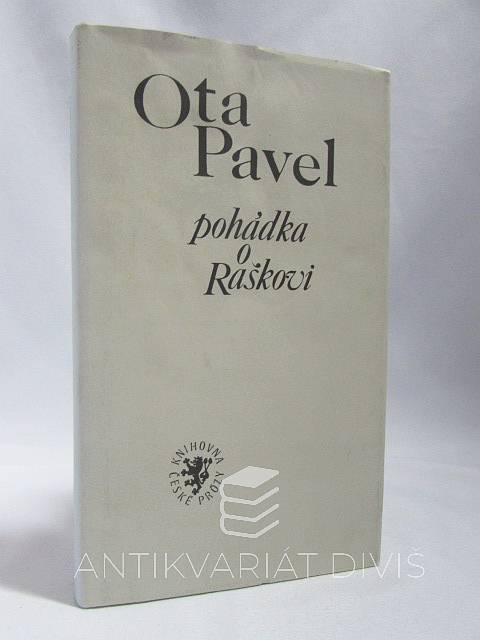 Ota
Pavel
pohádka
o
Raškovi
KNIHOVNA
ČESKÉ PRÓZY
ANTIKVARIÁT DIVIŠ